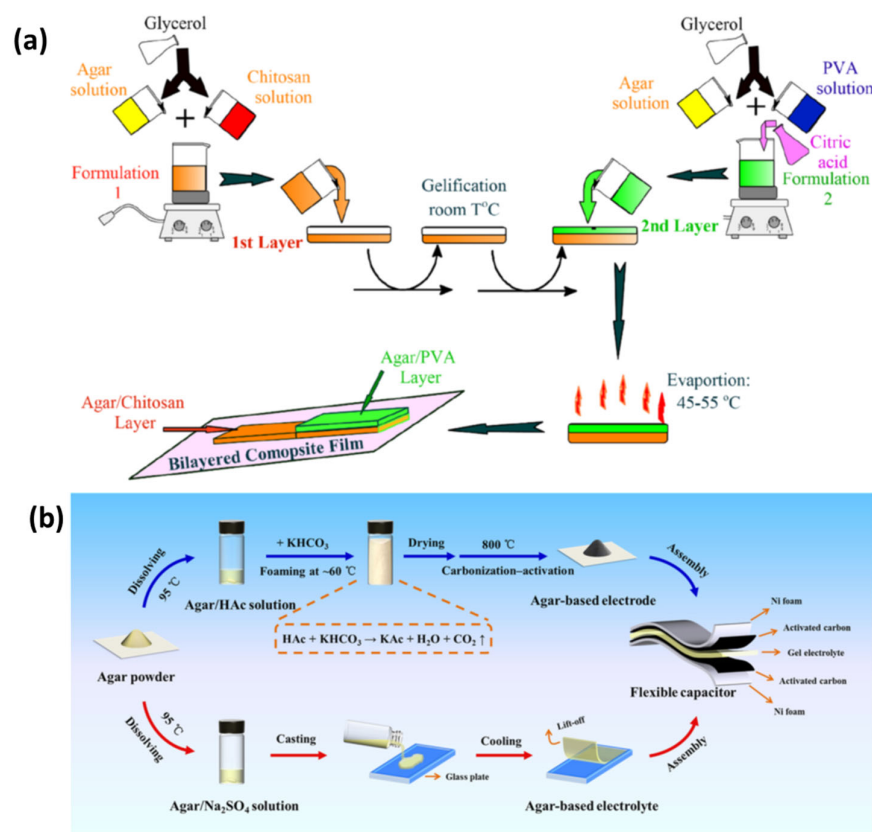 (a)
Glycerol
Agar
solution
Chitosan
solution
+
Formulation
1
1st Layer
Gelification
room T°C
Glycerol
Agar
solution
PVA
solution
+
Citric
acid
Formulation
2
2nd Layer
Evaportion:
45-55 °C
Agar/PVA
Layer
Agar/Chitosan
Layer
Bilayered Comopsite Film
(b)
Dissolving
95 ℃
Agar/HAc solution
+ KHCO₃
Foaming at ~60 ℃
Drying
800 ℃
Carbonization–activation
Agar-based electrode
Assembly
HAc + KHCO₃ → KAc + H₂O + CO₂ ↑
Agar powder
Ni foam
Activated carbon
Gel electrolyte
Activated carbon
Ni foam
Flexible capacitor
Dissolving
95 ℃
Agar/Na₂SO₄ solution
Casting
Glass plate
Cooling
Lift-off
Agar-based electrolyte
Assembly